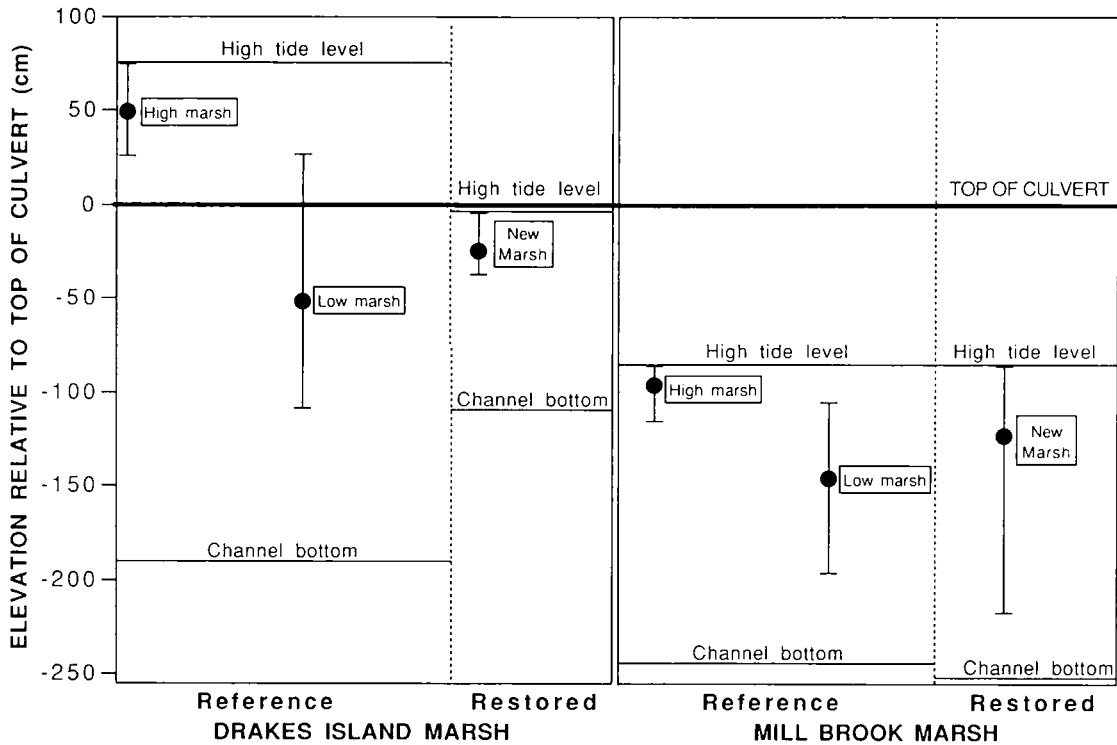 ELEVATION RELATIVE TO TOP OF CULVERT (cm)
100
50
0
-50
-100
-150
-200
-250
High tide level
High marsh
Low marsh
Channel bottom
High tide level
New
Marsh
Channel bottom
TOP OF CULVERT
High tide level
High marsh
Low marsh
Channel bottom
High tide level
New
Marsh
Channel bottom
Reference
Restored
DRAKES ISLAND MARSH
Reference
Restored
MILL BROOK MARSH